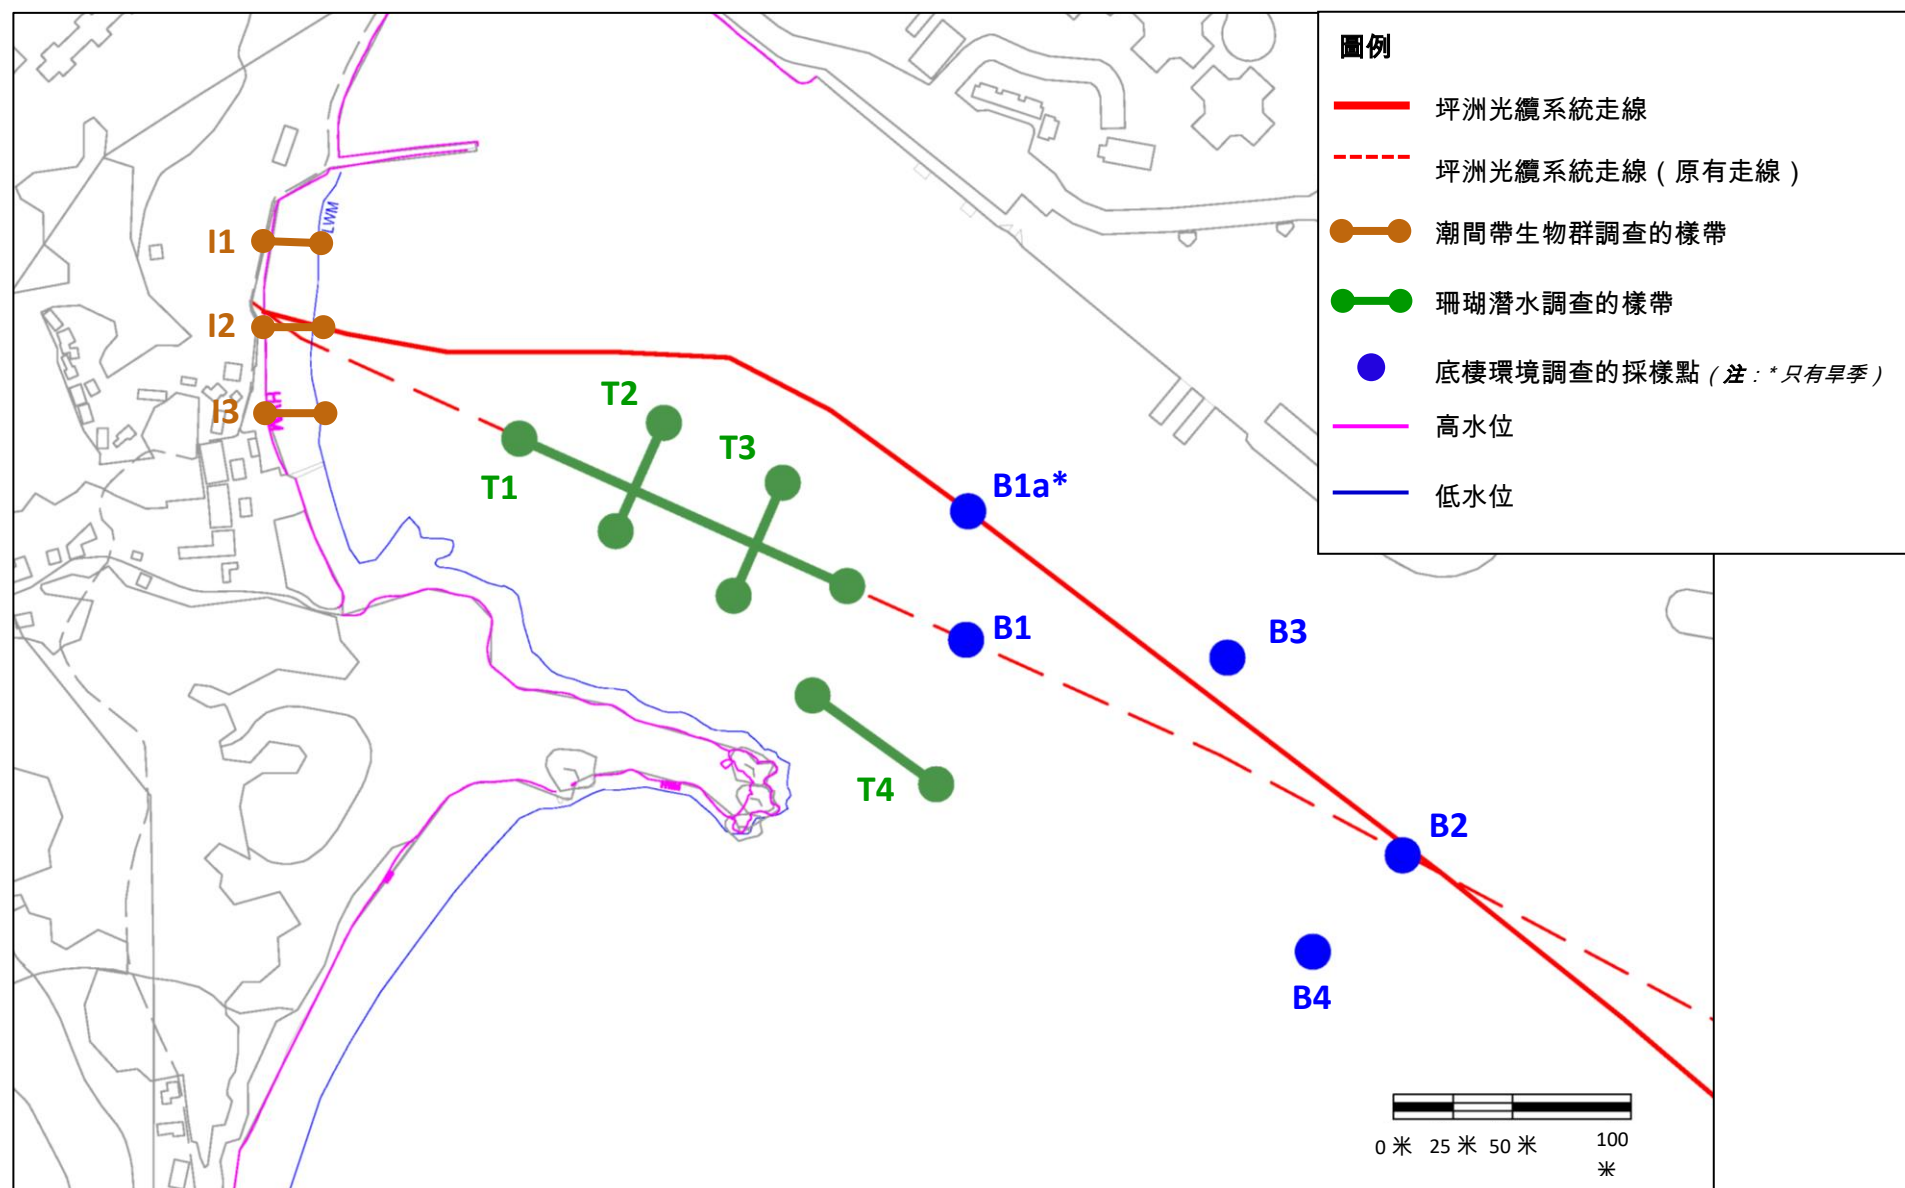 圖例
坪洲光纜系統走線
坪洲光纜系統走線（原有走線）
潮間帶生物群調查的樣帶
珊瑚潛水調查的樣帶
底棲環境調查的採樣點（注：*只有旱季）
高水位
低水位
LWM
I1
I2
I3
HWM
T2
T3
T1
B1a*
B1
B3
T4
B2
B4
0 米 25 米 50 米 100
米